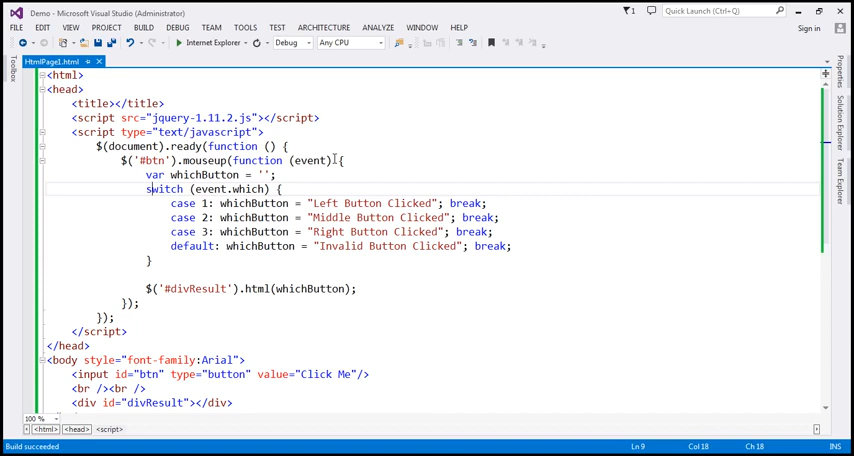 Demo - Microsoft Visual Studio (Administrator)
1
Quick Launch (Ctrl+Q)
FILE EDIT VIEW PROJECT BUILD DEBUG TEAM TOOLS TEST ARCHITECTURE ANALYZE WINDOW HELP
Sign in
Internet Explorer Debug Any CPU
HtmlPage1.html
Toolbox
<html>
<head>
<title></title>
<script src="jquery-1.11.2.js"></script>
<script type="text/javascript">
$(document).ready(function () {
$('#btn').mouseup(function (event) {
var whichButton = '';
switch (event.which) {
case 1: whichButton = "Left Button Clicked"; break;
case 2: whichButton = "Middle Button Clicked"; break;
case 3: whichButton = "Right Button Clicked"; break;
default: whichButton = "Invalid Button Clicked"; break;
}
$('#divResult').html(whichButton);
});
});
</script>
</head>
<body style="font-family:Arial">
<input id="btn" type="button" value="Click Me"/>
<br /><br />
<div id="divResult"></div>
Properties
Solution Explorer
Team Explorer
100 %
<html> <head> <script>
Build succeeded Ln 9 Col 18 Ch 18 INS